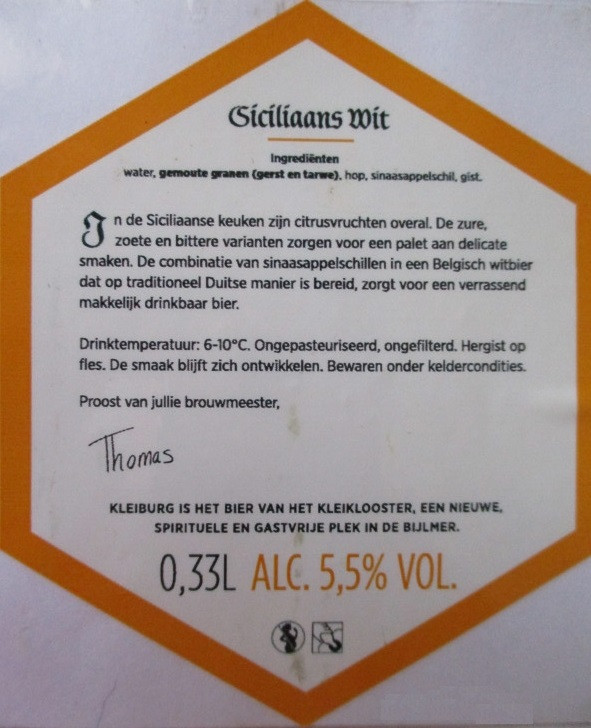 Siciliaans Wit
Ingrediënten
water, gemoute granen (gerst en tarwe), hop, sinaasappelschil, gist.
In de Siciliaanse keuken zijn citrusvruchten overal. De zure,
zoete en bittere varianten zorgen voor een palet aan delicate
smaken. De combinatie van sinaasappelschillen in een Belgisch witbier
dat op traditioneel Duitse manier is bereid, zorgt voor een verrassend
makkelijk drinkbaar bier.
Drinktemperatuur: 6-10°C. Ongepasteuriseerd, ongefilterd. Hergist op
fles. De smaak blijft zich ontwikkelen. Bewaren onder keldercondities.
Proost van jullie brouwmeester,
Thomas
KLEIBURG IS HET BIER VAN HET KLEIKLOOSTER, EEN NIEUWE,
SPIRITUELE EN GASTVRIJE PLEK IN DE BIJLMER.
0,33L ALC. 5,5% VOL.